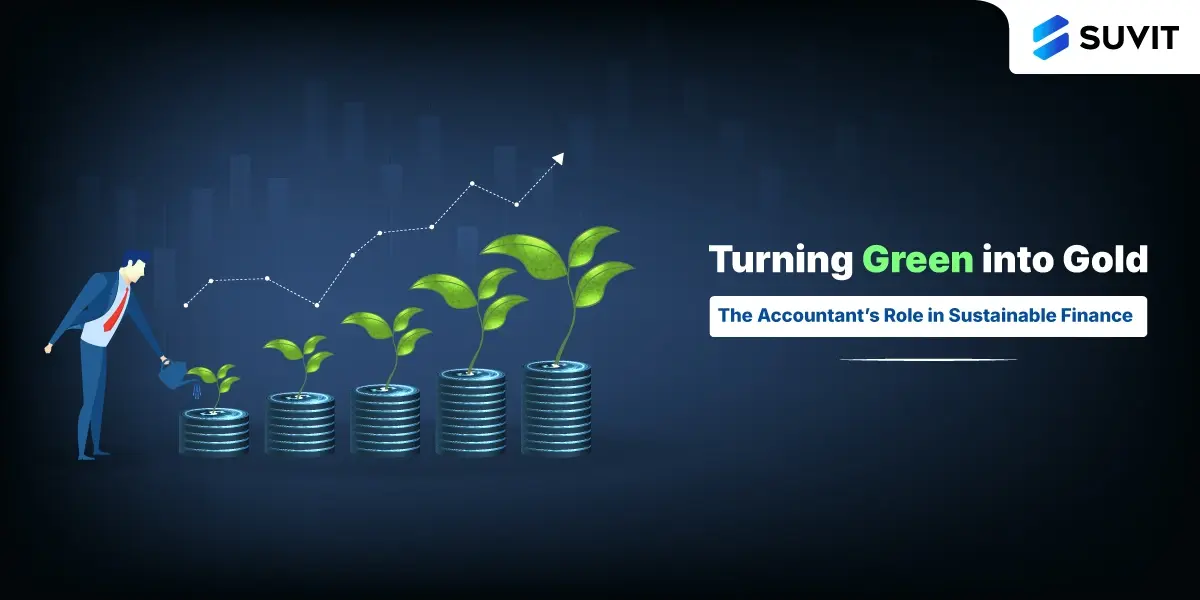 SUVIT
Turning Green into Gold
The Accountant's Role in Sustainable Finance